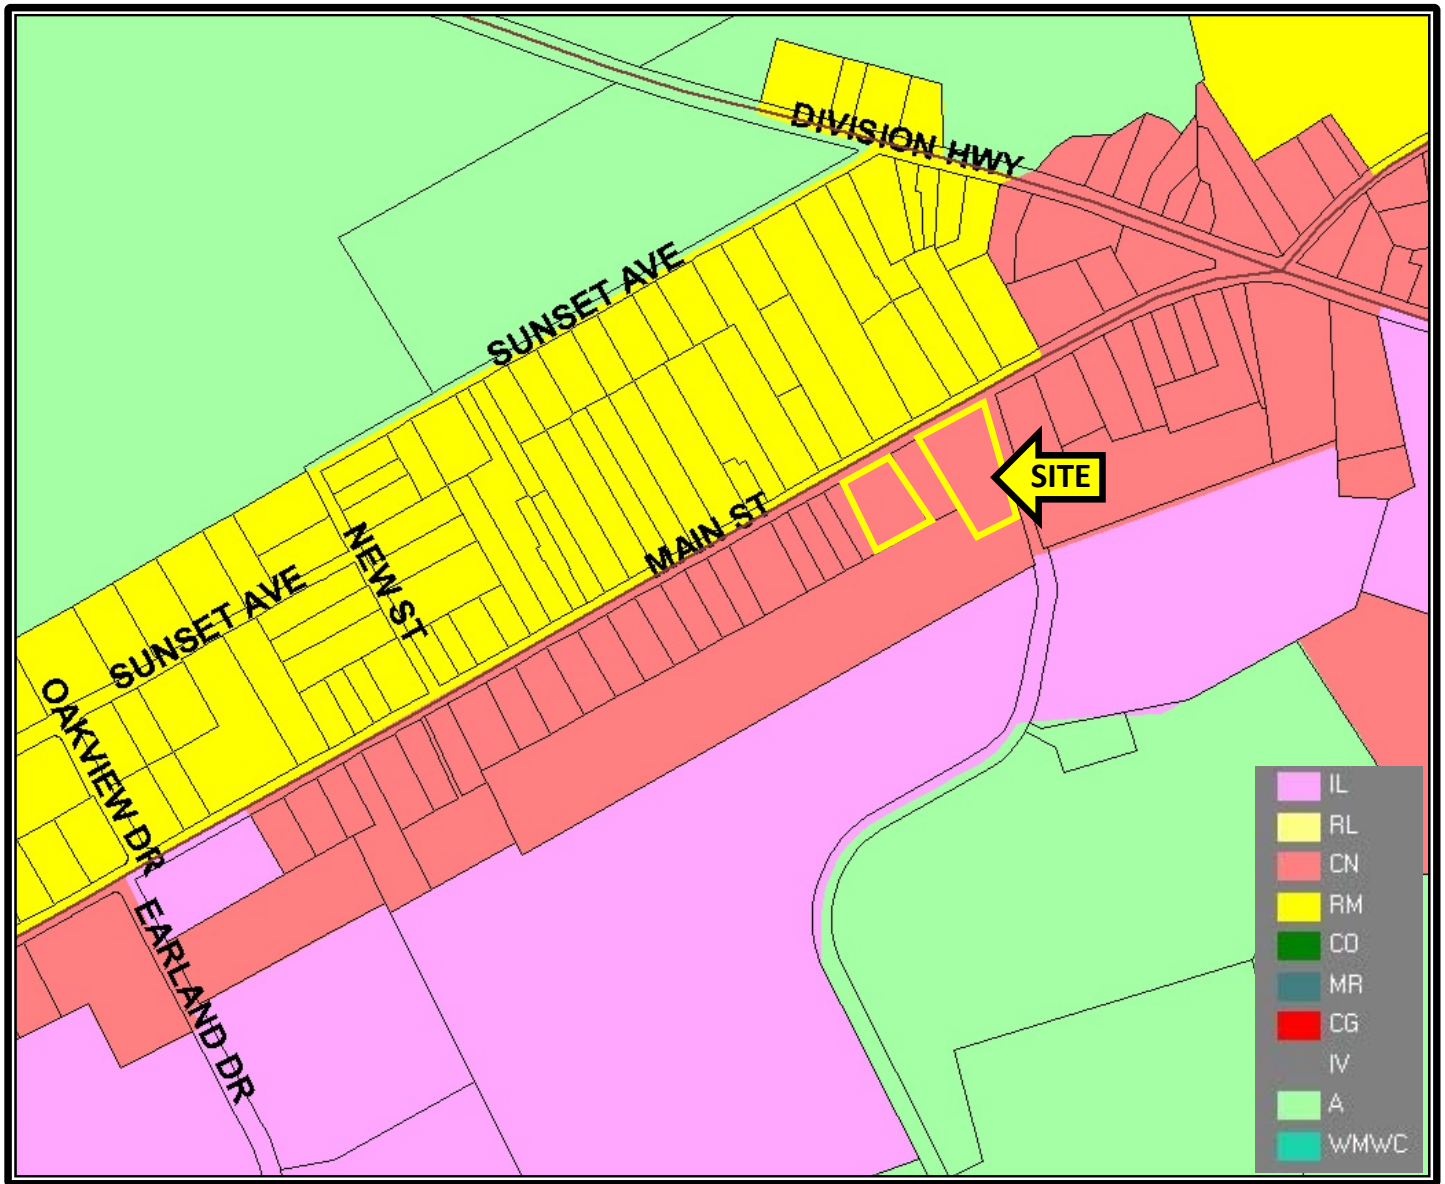 DIVISION HWY
SUNSET AVE
SITE
MAIN ST
NEW ST
SUNSET AVE
OAKVIEW DR
EARLAND DR
IL
RL
CN
RM
CO
MR
CG
IV
A
WMWC